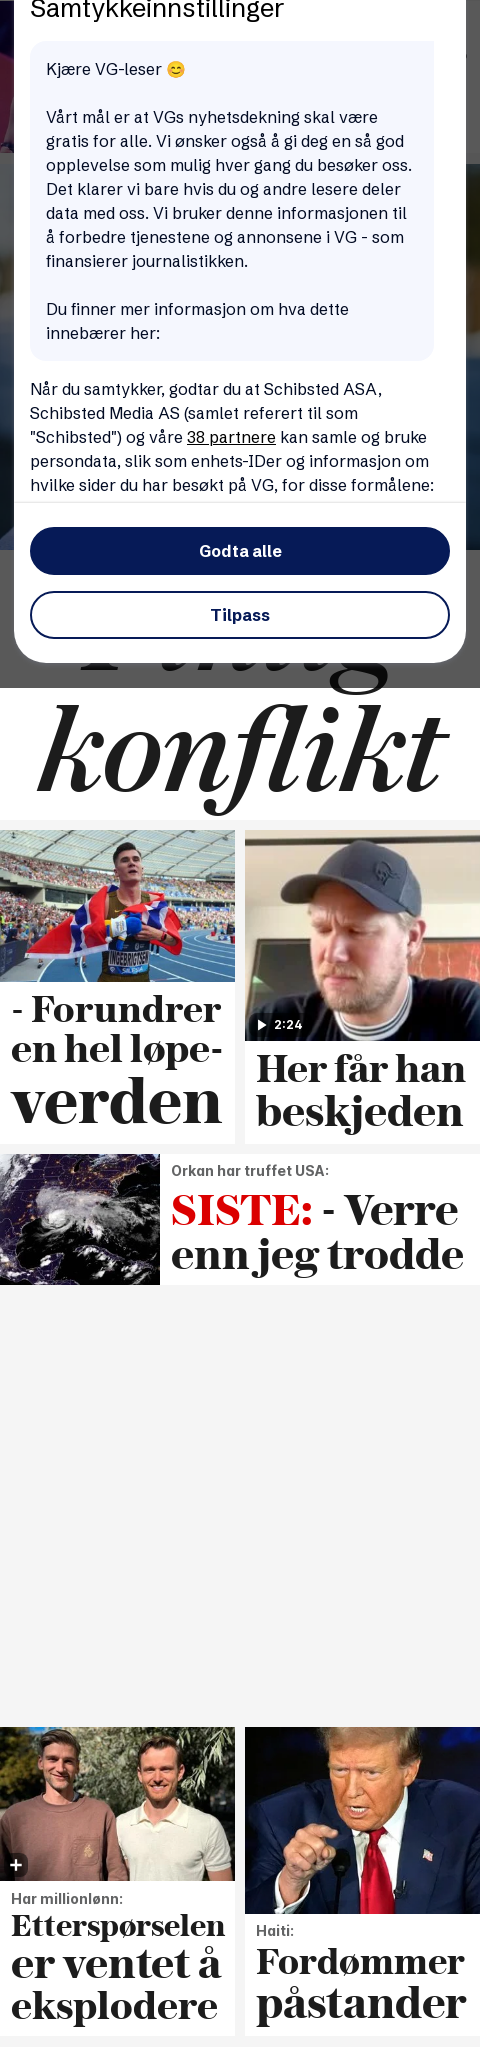 Samtykkeinnstillinger
Kjære VG-leser 😊
Vårt mål er at VGs nyhetsdekning skal være
gratis for alle. Vi ønsker også å gi deg en så god
opplevelse som mulig hver gang du besøker oss.
Det klarer vi bare hvis du og andre lesere deler
data med oss. Vi bruker denne informasjonen til
å forbedre tjenestene og annonsene i VG - som
finansierer journalistikken.
Du finner mer informasjon om hva dette
innebærer her:
Når du samtykker, godtar du at Schibsted ASA,
Schibsted Media AS (samlet referert til som
"Schibsted") og våre 38 partnere kan samle og bruke
persondata, slik som enhets-IDer og informasjon om
hvilke sider du har besøkt på VG, for disse formålene:
Godta alle
Tilpass
konflikt
INGEBRIGTSEN
- Forundrer
en hel løpe-
verden
2:24
Her får han
beskjeden
Orkan har truffet USA:
SISTE: - Verre
enn jeg trodde
Har millionlønn:
Etterspørselen
er ventet å
eksplodere
Haiti:
Fordømmer
påstander